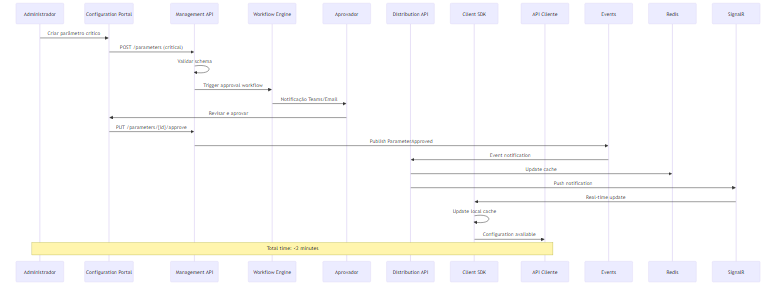 Administrador Configuration Portal Management API Workflow Engine Aprovador Distribution API Client SDK API Cliente Events Redis SignalR
Criar parâmetro crítico
POST /parameters (critical)
Validar schema
Trigger approval workflow
Notificação Teams/Email
Revisar e aprovar
PUT /parameters/{id}/approve
Publish ParameterApproved
Event notification
Update cache
Push notification
Real-time update
Update local cache
Configuration available
Total time: <2 minutes
Administrador Configuration Portal Management API Workflow Engine Aprovador Distribution API Client SDK API Cliente Events Redis SignalR